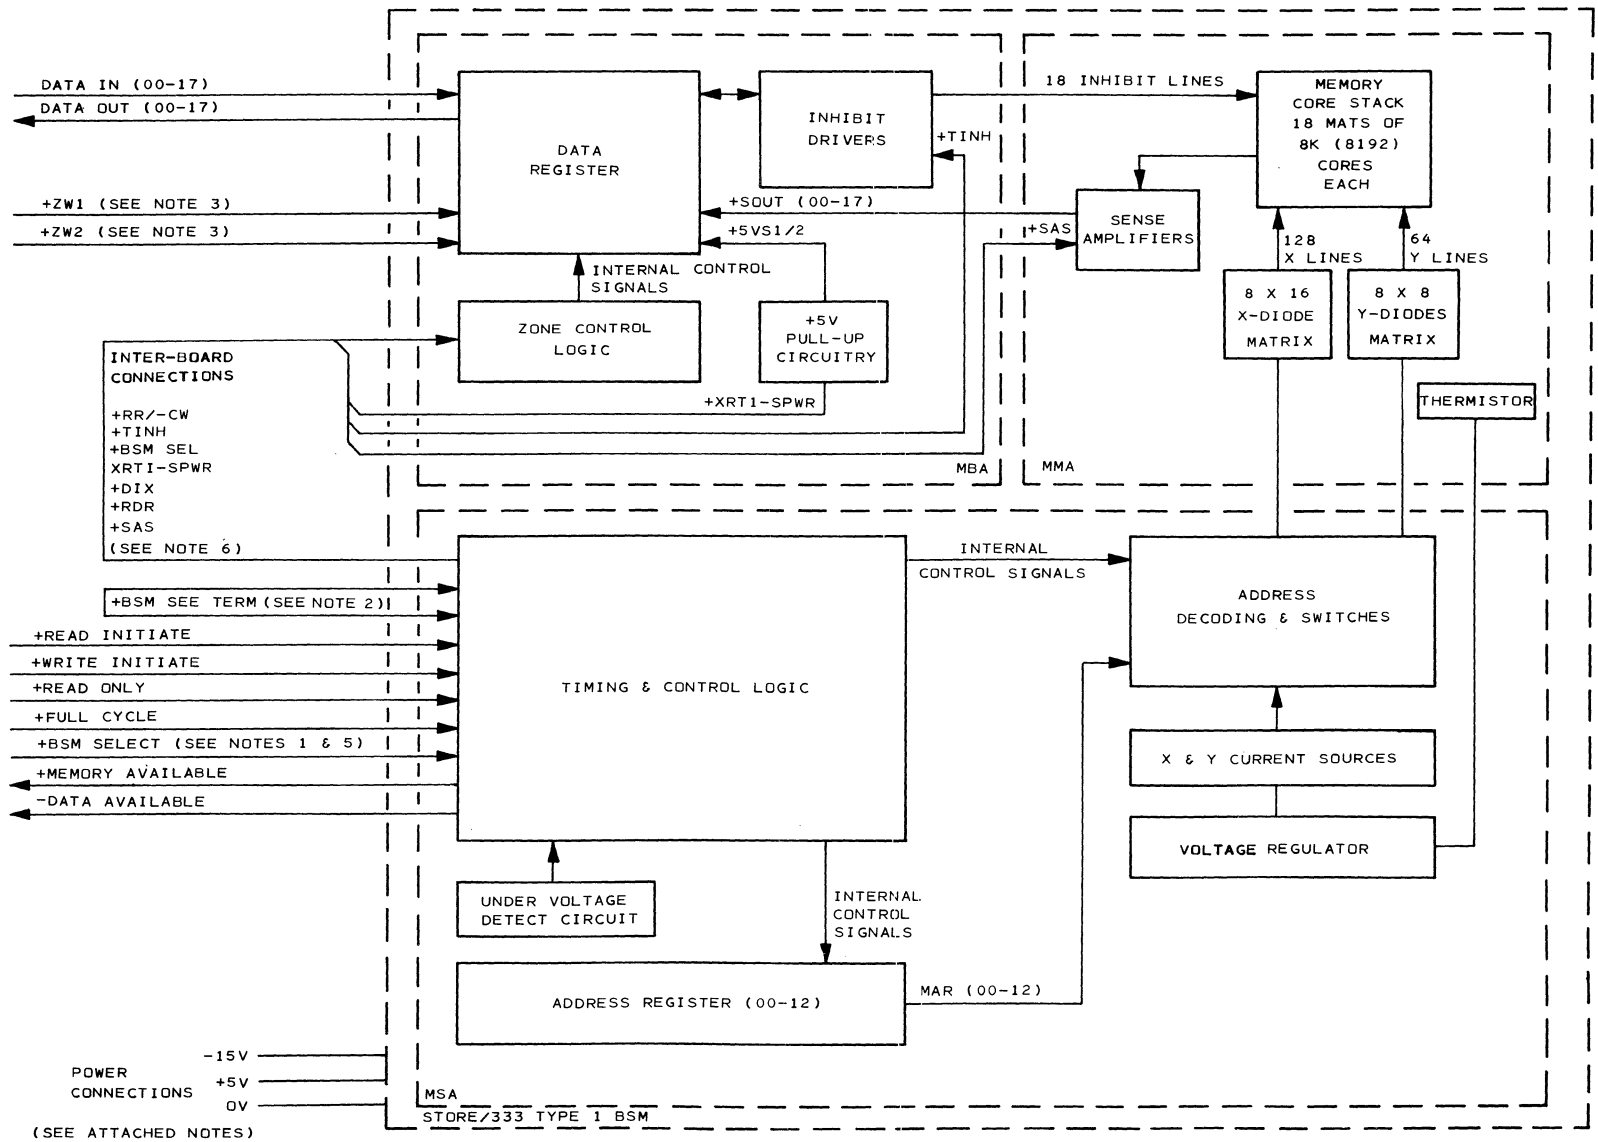 DATA IN (00-17)
DATA OUT (00-17)
+ZW1 (SEE NOTE 3)
+ZW2 (SEE NOTE 3)
DATA
REGISTER
INHIBIT
DRIVERS
+TINH
18 INHIBIT LINES
MEMORY
CORE STACK
18 MATS OF
8K (8192)
CORES
EACH
+SOUT (00-17)
+5VS1/2
+SAS
SENSE
AMPLIFIERS
128
X LINES
64
Y LINES
INTERNAL CONTROL
SIGNALS
ZONE CONTROL
LOGIC
+5V
PULL-UP
CIRCUITRY
8 X 16
X-DIODE
MATRIX
8 X 8
Y-DIODES
MATRIX
THERMISTOR
+XRT1-SPWR
MBA
MMA
INTER-BOARD
CONNECTIONS
+RR/-CW
+TINH
+BSM SEL
XRTI-SPWR
+DIX
+RDR
+SAS
(SEE NOTE 6)
+BSM SEE TERM (SEE NOTE 2)
+READ INITIATE
+WRITE INITIATE
+READ ONLY
+FULL CYCLE
+BSM SELECT (SEE NOTES 1 & 5)
+MEMORY AVAILABLE
-DATA AVAILABLE
TIMING & CONTROL LOGIC
INTERNAL
CONTROL SIGNALS
ADDRESS
DECODING & SWITCHES
X & Y CURRENT SOURCES
VOLTAGE REGULATOR
UNDER VOLTAGE
DETECT CIRCUIT
INTERNAL
CONTROL
SIGNALS
ADDRESS REGISTER (00-12)
MAR (00-12)
POWER
CONNECTIONS
-15V
+5V
0V
(SEE ATTACHED NOTES)
MSA
STORE/333 TYPE 1 BSM